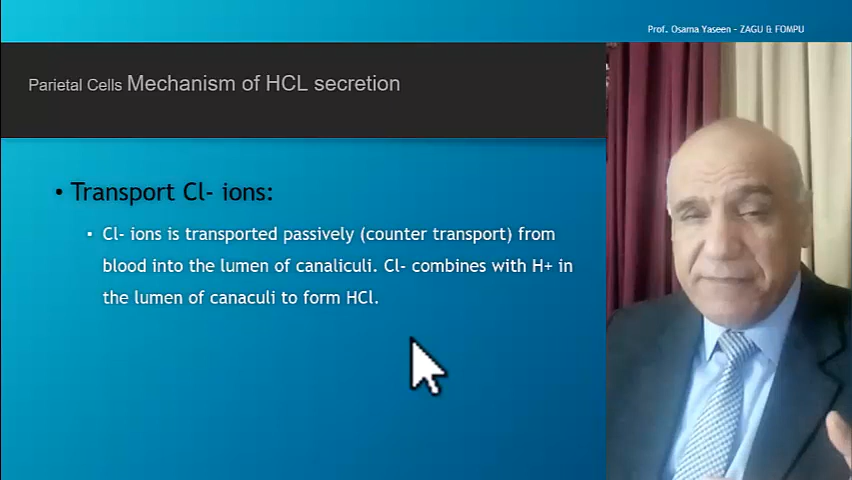 Prof. Osama Yaseen - ZAGU & FOMPU
Parietal Cells Mechanism of HCL secretion
• Transport Cl- ions:
• Cl- ions is transported passively (counter transport) from
blood into the lumen of canaliculi. Cl- combines with H+ in
the lumen of canaculi to form HCl.